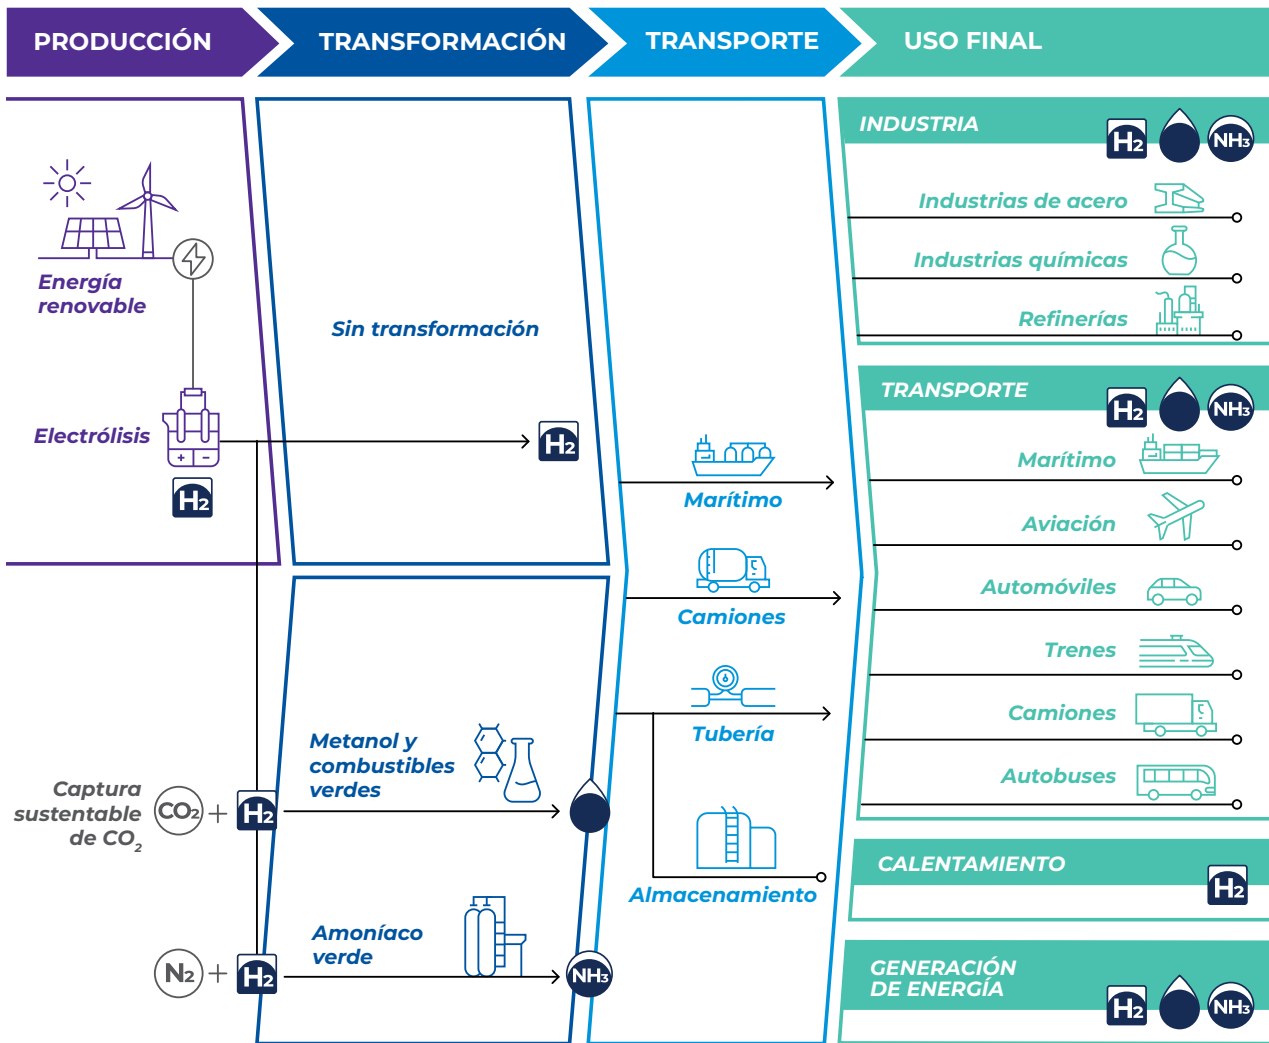 PRODUCCIÓN
TRANSFORMACIÓN
TRANSPORTE
USO FINAL
Energía
renovable
Electrólisis
+ −
H2
Captura
sustentable
de CO2
CO2 + H2
N2 + H2
Sin transformación
H2
Metanol y
combustibles
verdes
Amoníaco
verde
NH3
Marítimo
Camiones
Tubería
Almacenamiento
INDUSTRIA
H2 NH3
Industrias de acero
Industrias químicas
Refinerías
TRANSPORTE
H2 NH3
Marítimo
Aviación
Automóviles
Trenes
Camiones
Autobuses
CALENTAMIENTO
H2
GENERACIÓN
DE ENERGÍA
H2 NH3